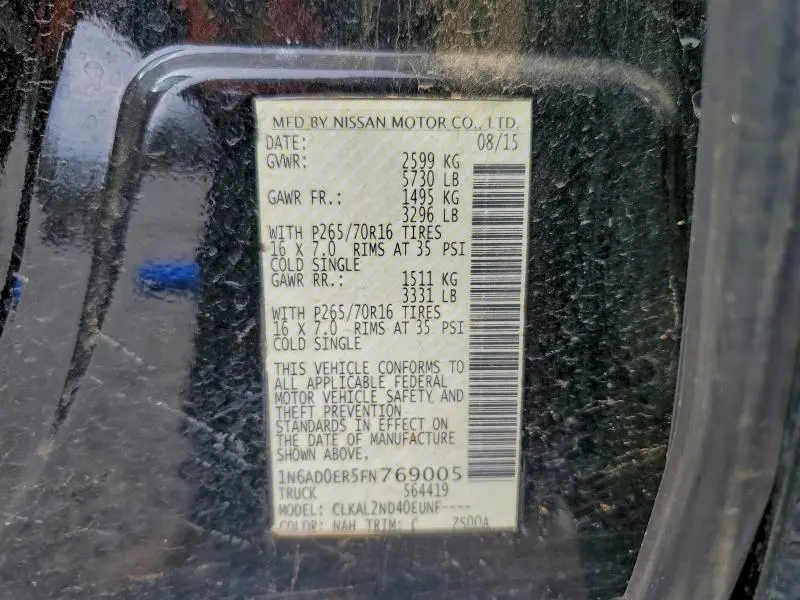 MFD BY NISSAN MOTOR CO., LTD.
DATE: 08/15
GVWR: 2599 KG
5730 LB
GAWR FR.: 1495 KG
3296 LB
WITH P265/70R16 TIRES
16 X 7.0 RIMS AT 35 PSI
COLD SINGLE
GAWR RR.: 1511 KG
3331 LB
WITH P265/70R16 TIRES
16 X 7.0 RIMS AT 35 PSI
COLD SINGLE
THIS VEHICLE CONFORMS TO
ALL APPLICABLE FEDERAL
MOTOR VEHICLE SAFETY AND
THEFT PREVENTION
STANDARDS IN EFFECT ON
THE DATE OF MANUFACTURE
SHOWN ABOVE.
1N6AD0ER5FN769005
TRUCK 564419
MODEL: CLKAL2ND40EUNF----
COLOR: NAH TRIM: C ZS00A